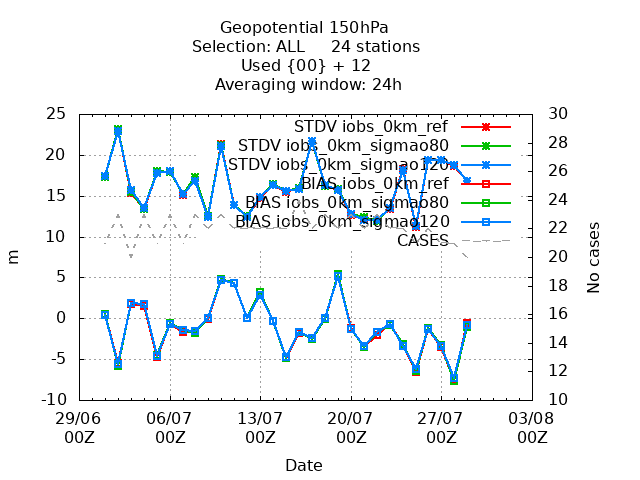 Geopotential 150hPa
Selection: ALL     24 stations
Used {00} + 12
Averaging window: 24h
25
20
15
10
5
0
-5
-10
m
30
28
26
24
22
20
18
16
14
12
10
No cases
STDV iobs_0km_ref
STDV iobs_0km_sigmao80
STDV iobs_0km_sigmao120
BIAS iobs_0km_ref
BIAS iobs_0km_sigmao80
BIAS iobs_0km_sigmao120
CASES
29/06 06/07 13/07 20/07 27/07 03/08
00Z 00Z 00Z 00Z 00Z 00Z
Date